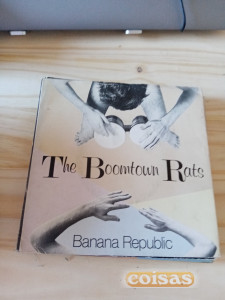 The Boomtown Rats
Banana Republic
coisas